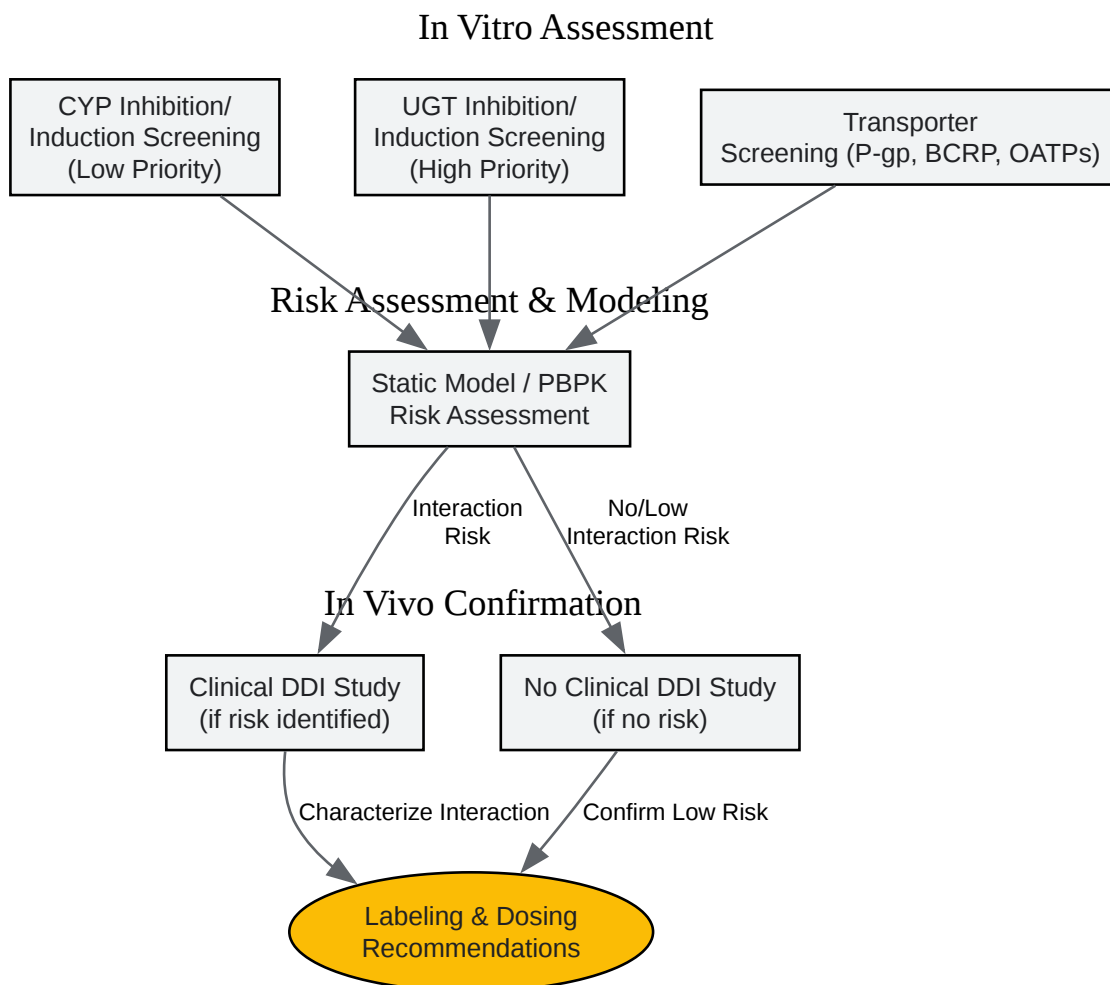 In Vitro Assessment
CYP Inhibition/
Induction Screening
(Low Priority)
UGT Inhibition/
Induction Screening
(High Priority)
Transporter
Screening (P-gp, BCRP, OATPs)
Risk Assessment & Modeling
Static Model / PBPK
Risk Assessment
Interaction
Risk
No/Low
Interaction Risk
In Vivo Confirmation
Clinical DDI Study
(if risk identified)
No Clinical DDI Study
(if no risk)
Characterize Interaction
Confirm Low Risk
Labeling & Dosing
Recommendations